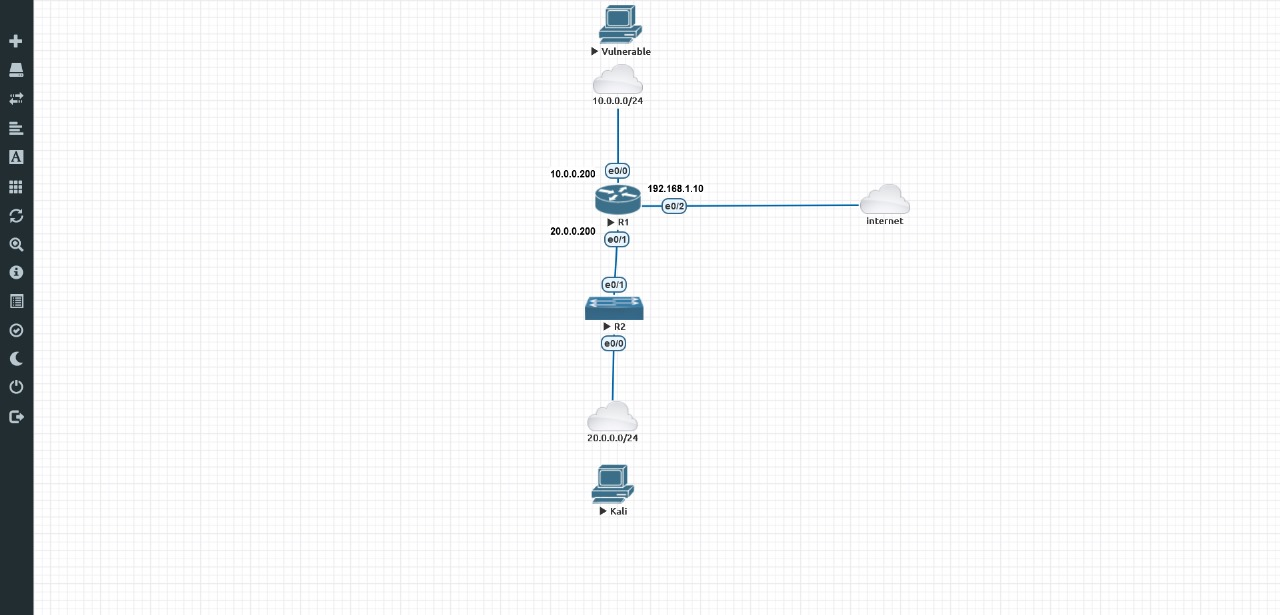 Vulnerable
10.0.0.0/24
10.0.0.200
e0/0
192.168.1.10
e0/2
R1
internet
20.0.0.200
e0/1
e0/1
R2
e0/0
20.0.0.0/24
Kali
A